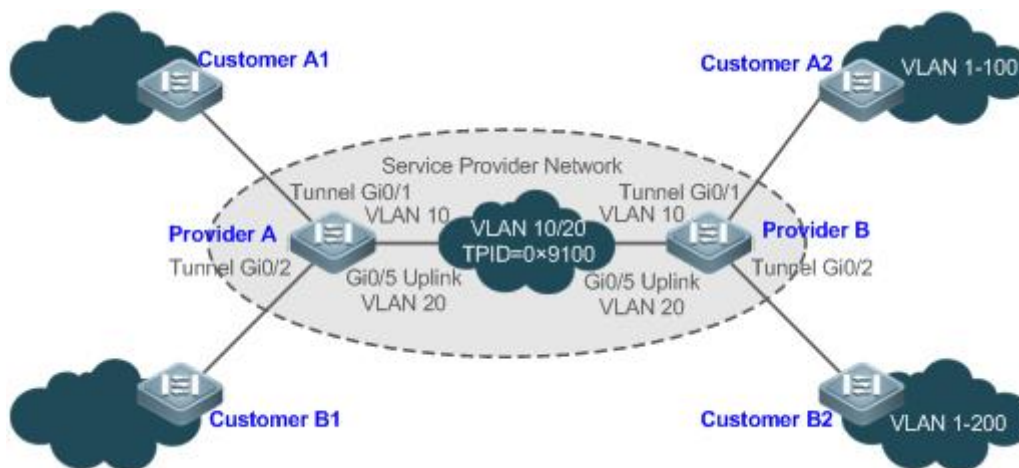 Customer A1
Customer A2
VLAN 1-100
Service Provider Network
Tunnel Gi0/1
VLAN 10
Tunnel Gi0/1
VLAN 10
Provider A
Tunnel Gi0/2
VLAN 10/20
TPID=0×9100
Provider B
Tunnel Gi0/2
Gi0/5 Uplink
VLAN 20
Gi0/5 Uplink
VLAN 20
Customer B1
Customer B2
VLAN 1-200